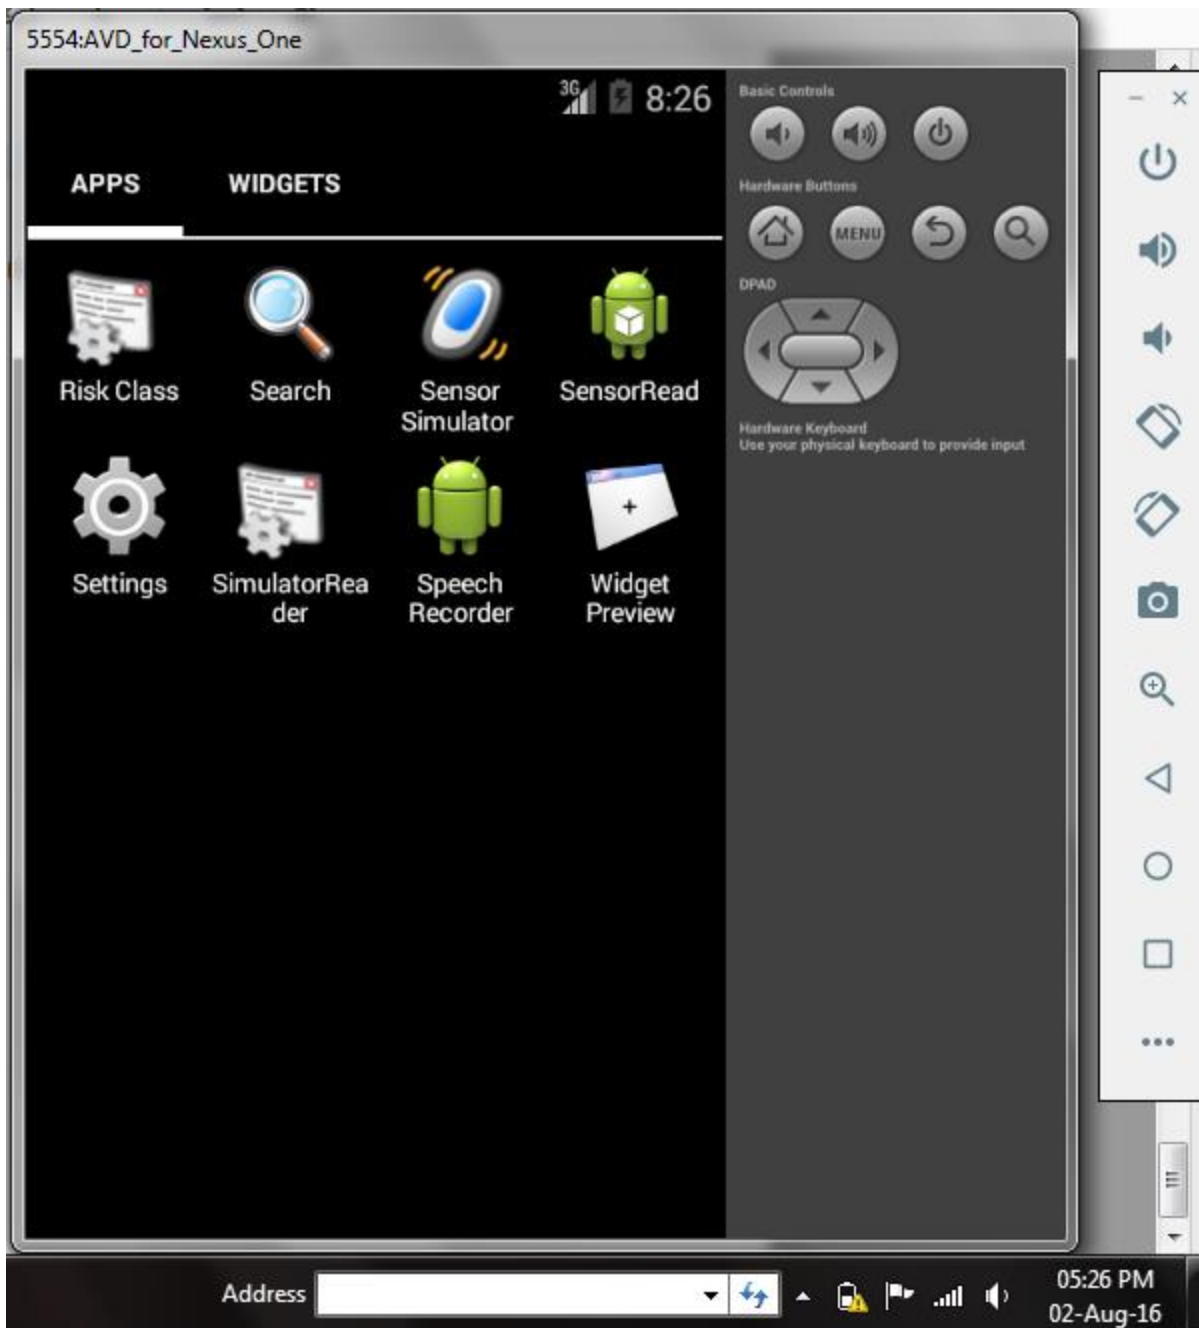 5554:AVD_for_Nexus_One
3G 8:26
APPS WIDGETS
Risk Class
Search
Sensor
Simulator
SensorRead
Settings
SimulatorRea
der
Speech
Recorder
Widget
Preview
Basic Controls
Hardware Buttons
MENU
DPAD
Hardware Keyboard
Use your physical keyboard to provide input
Address
05:26 PM
02-Aug-16